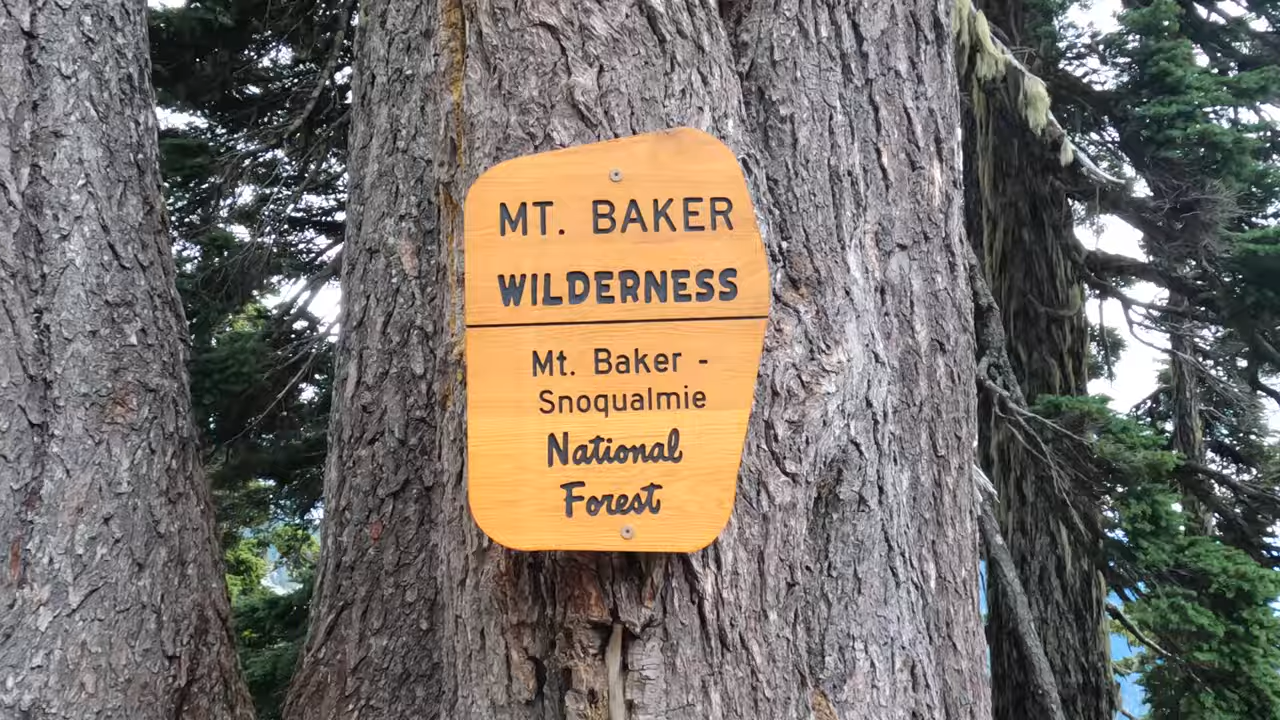 MT. BAKER
WILDERNESS
Mt. Baker -
Snoqualmie
National
Forest